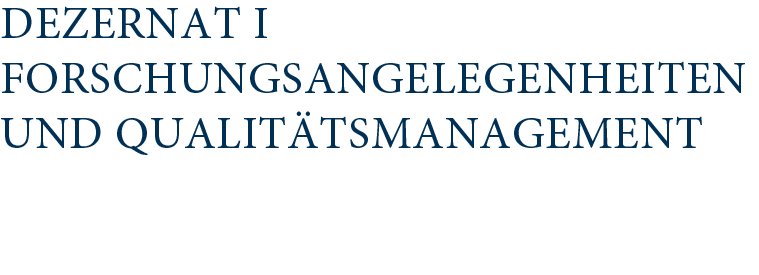 DEZERNAT I
FORSCHUNGSANGELEGENHEITEN
UND QUALITÄTSMANAGEMENT